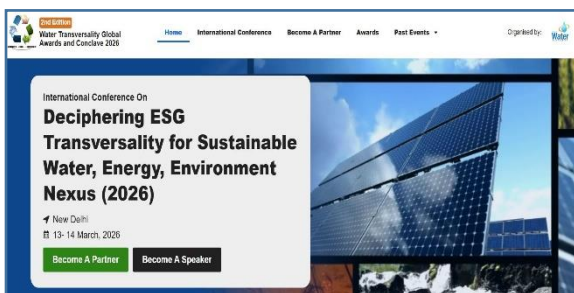 2nd Edition
Water Transversality Global
Awards and Conclave 2026
Home
International Conference
Become A Partner
Awards
Past Events
Organised by:
Water
International Conference On
Deciphering ESG
Transversality for Sustainable
Water, Energy, Environment
Nexus (2026)
New Delhi
13- 14 March, 2026
Become A Partner
Become A Speaker